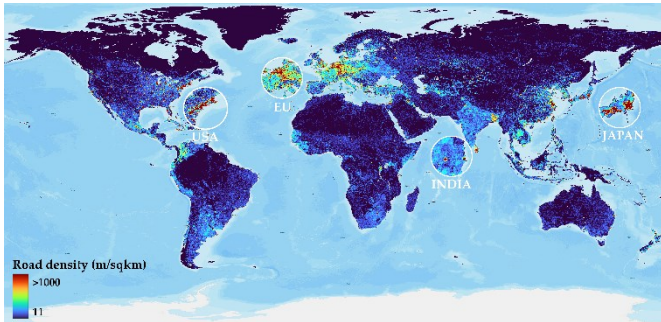 EU
USA
JAPAN
INDIA
Road density (m/sqkm)
>1000
11